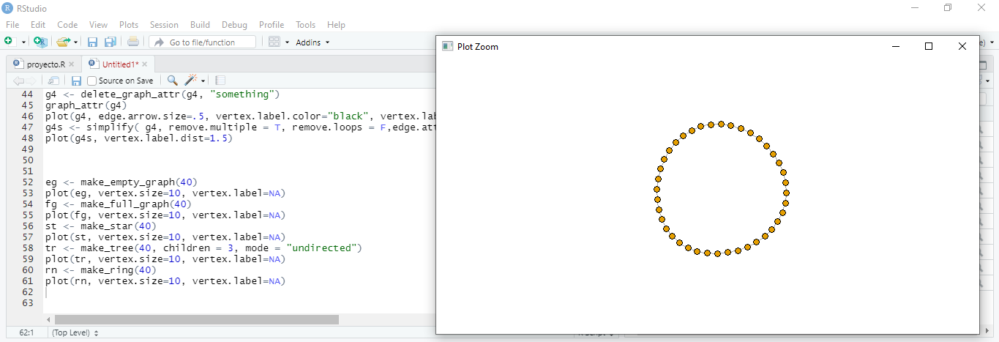 RStudio
File Edit Code View Plots Session Build Debug Profile Tools Help
Go to file/function Addins
proyecto.R Untitled1*
Source on Save
44 g4 <- delete_graph_attr(g4, "something")
45 graph_attr(g4)
46 plot(g4, edge.arrow.size=.5, vertex.label.color="black", vertex.lab
47 g4s <- simplify( g4, remove.multiple = T, remove.loops = F,edge.att
48 plot(g4s, vertex.label.dist=1.5)
49
50
51
52 eg <- make_empty_graph(40)
53 plot(eg, vertex.size=10, vertex.label=NA)
54 fg <- make_full_graph(40)
55 plot(fg, vertex.size=10, vertex.label=NA)
56 st <- make_star(40)
57 plot(st, vertex.size=10, vertex.label=NA)
58 tr <- make_tree(40, children = 3, mode = "undirected")
59 plot(tr, vertex.size=10, vertex.label=NA)
60 rn <- make_ring(40)
61 plot(rn, vertex.size=10, vertex.label=NA)
62
63
62:1 (Top Level)
Plot Zoom